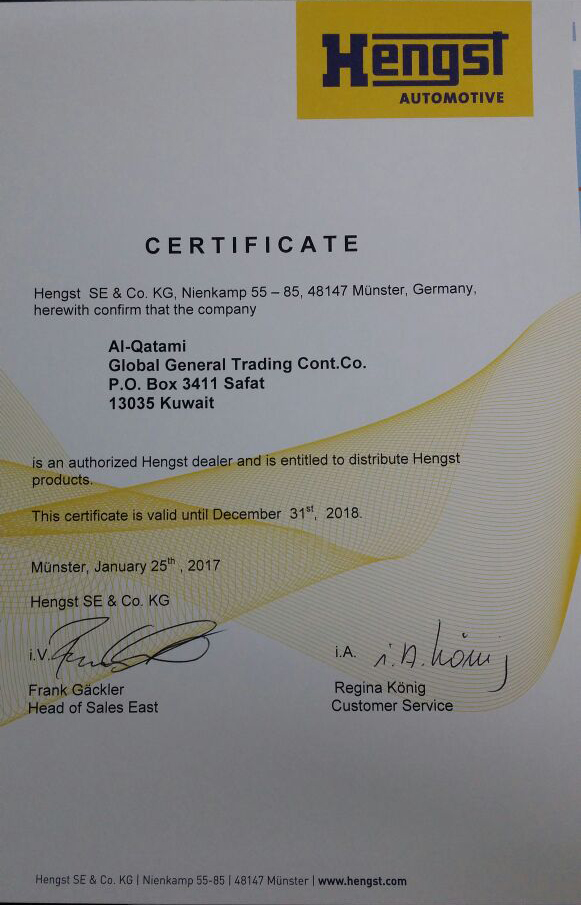 Hengst
AUTOMOTIVE
CERTIFICATE
Hengst SE & Co. KG, Nienkamp 55 – 85, 48147 Münster, Germany,
herewith confirm that the company
Al-Qatami
Global General Trading Cont.Co.
P.O. Box 3411 Safat
13035 Kuwait
is an authorized Hengst dealer and is entitled to distribute Hengst
products.
This certificate is valid until December 31st, 2018.
Münster, January 25th , 2017
Hengst SE & Co. KG
i.V.
i.A. i.A. König
Frank Gäckler
Regina König
Head of Sales East
Customer Service
Hengst SE & Co. KG | Nienkamp 55-85 | 48147 Münster | www.hengst.com